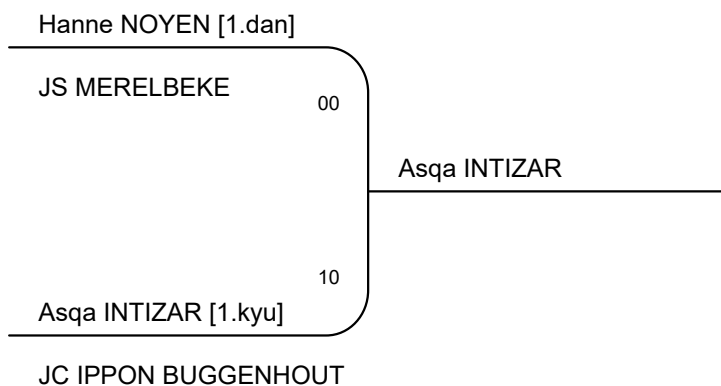 Hanne NOYEN [1.dan]
JS MERELBEKE
00
Asqa INTIZAR
10
Asqa INTIZAR [1.kyu]
JC IPPON BUGGENHOUT